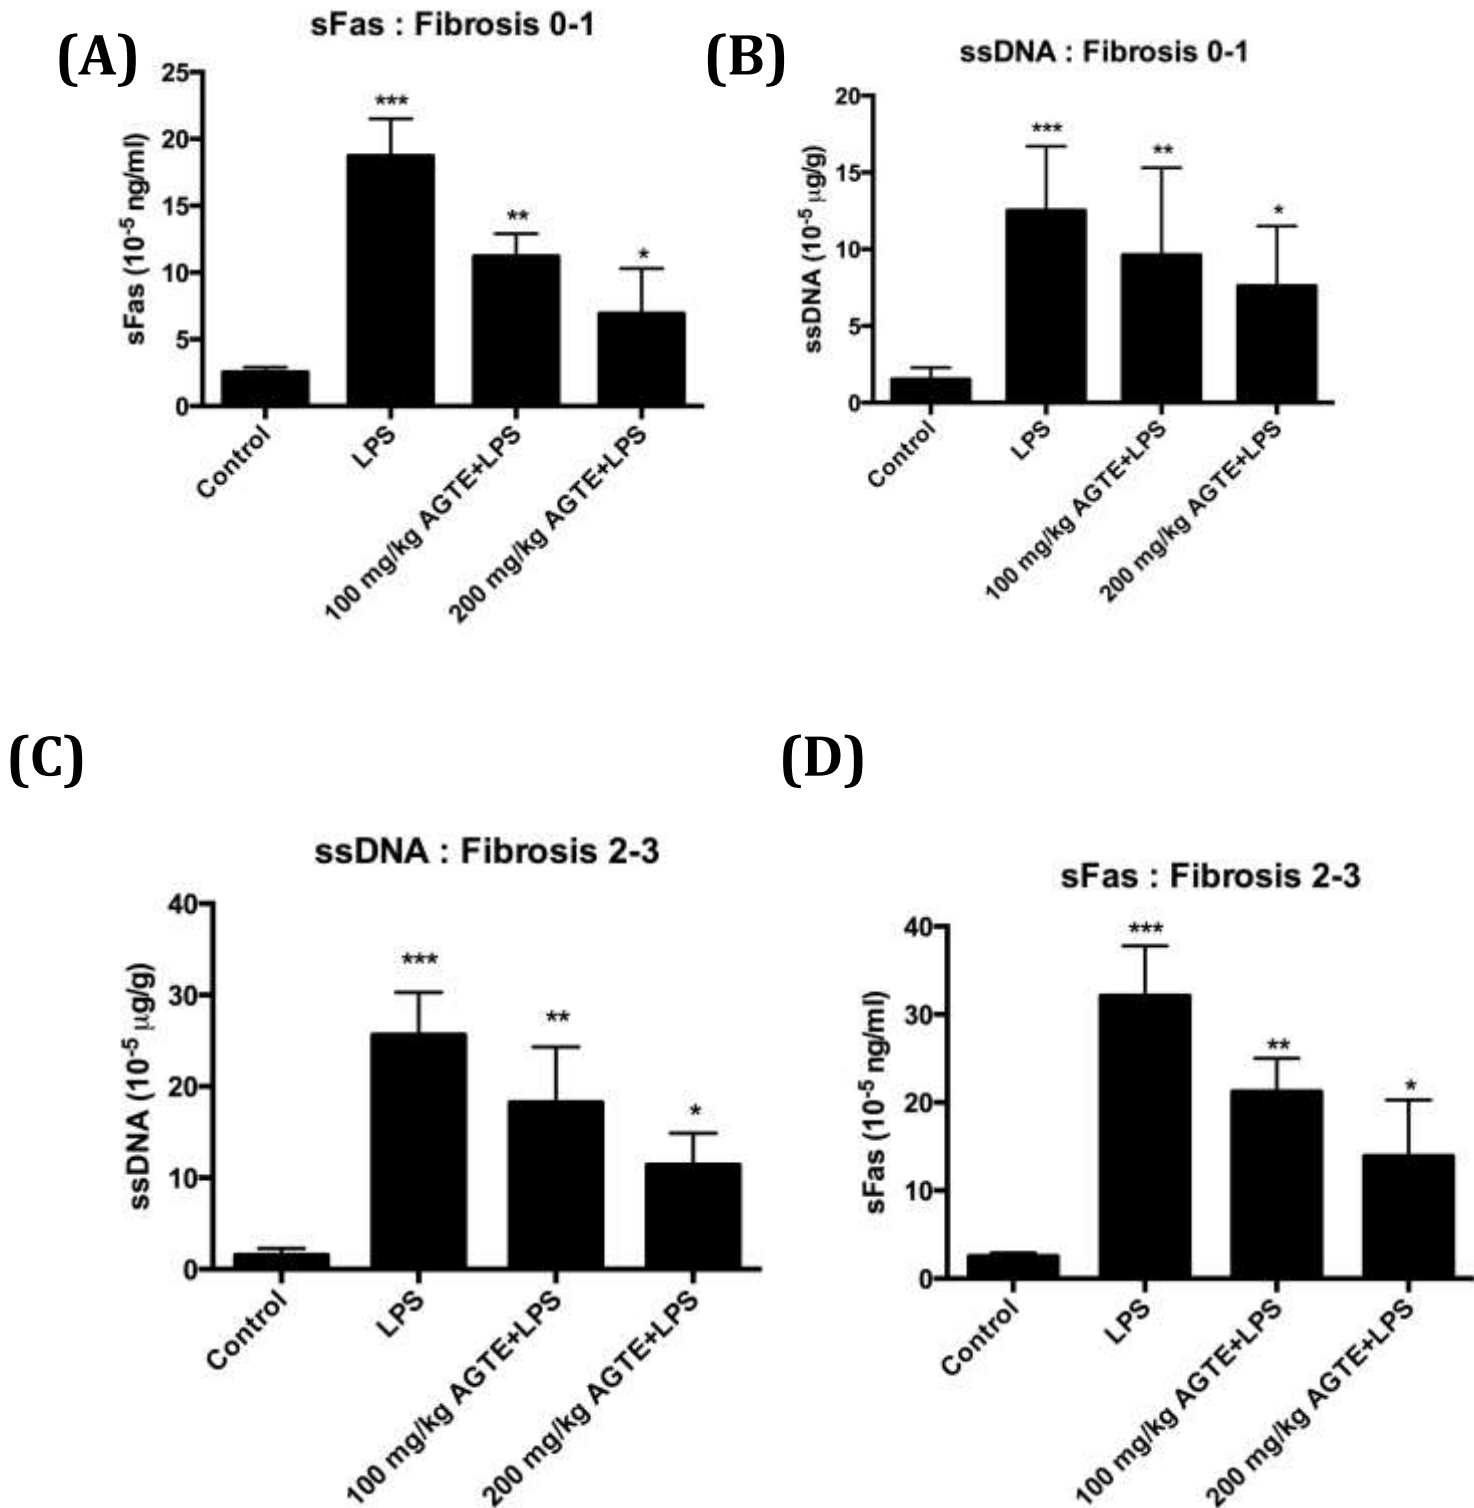 (A)
sFas : Fibrosis 0-1
sFas (10-5 ng/ml)
25
20
15
10
5
0
***
**
*
Control
LPS
100 mg/kg AGTE+LPS
200 mg/kg AGTE+LPS
(B)
ssDNA : Fibrosis 0-1
ssDNA (10-5 µg/g)
20
15
10
5
0
***
**
*
Control
LPS
100 mg/kg AGTE+LPS
200 mg/kg AGTE+LPS
(C)
ssDNA : Fibrosis 2-3
ssDNA (10-5 µg/g)
40
30
20
10
0
***
**
*
Control
LPS
100 mg/kg AGTE+LPS
200 mg/kg AGTE+LPS
(D)
sFas : Fibrosis 2-3
sFas (10-5 ng/ml)
40
30
20
10
0
***
**
*
Control
LPS
100 mg/kg AGTE+LPS
200 mg/kg AGTE+LPS